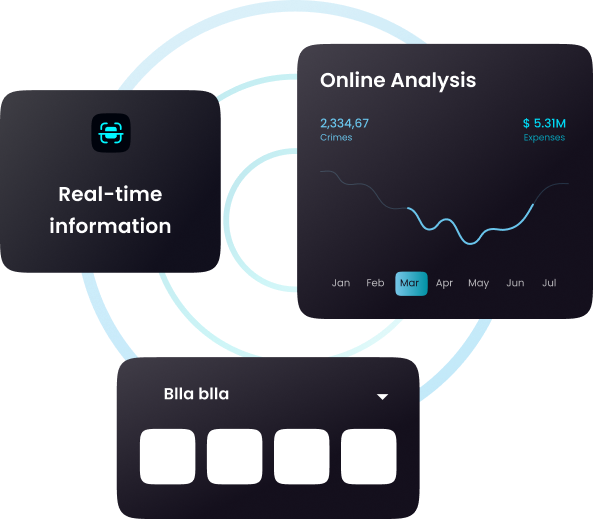 Online Analysis
2,334,67
$ 5.31M
Crimes
Expenses
Real-time
information
Jan Feb Mar Apr May Jun Jul
Blla blla